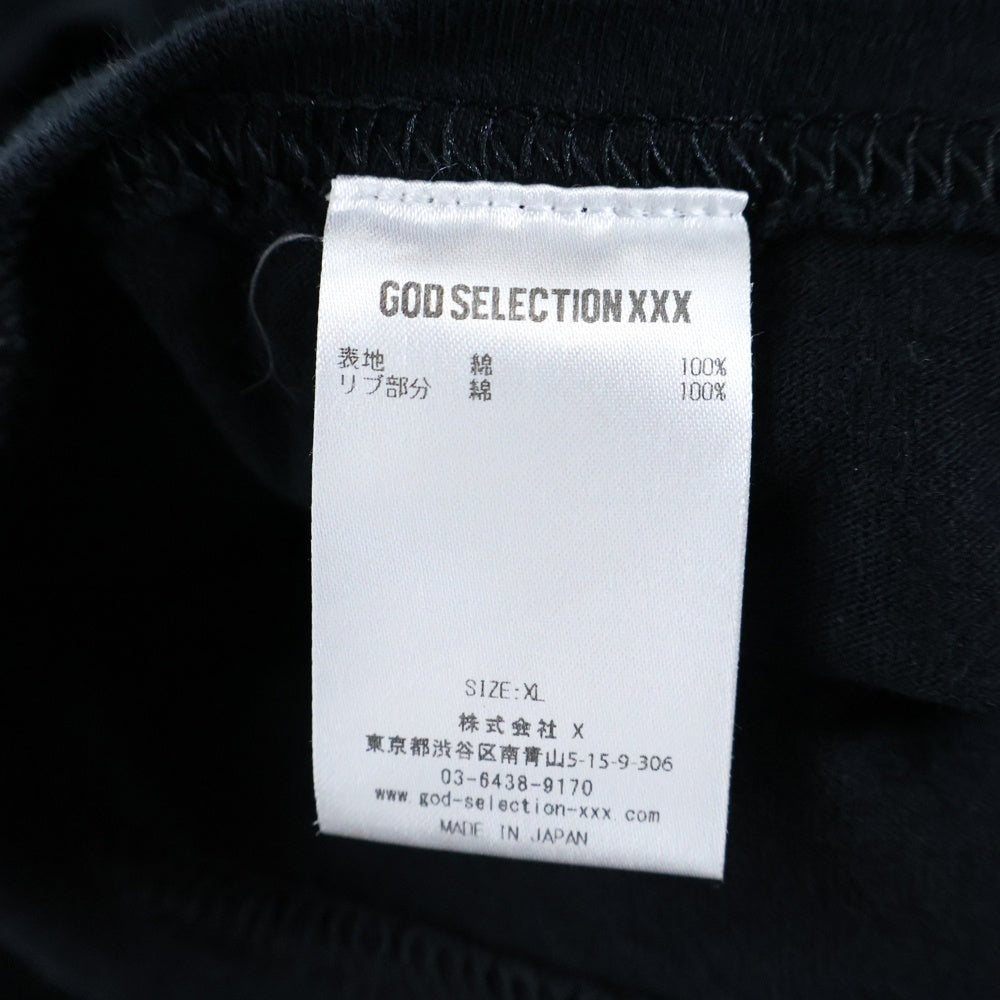 GOD SELECTION XXX
表地 綿 100%
リブ部分 綿 100%
SIZE:XL
株式会社 X
東京都渋谷区南青山5-15-9-306
03-6438-9170
www.god-selection-xxx.com
MADE IN JAPAN